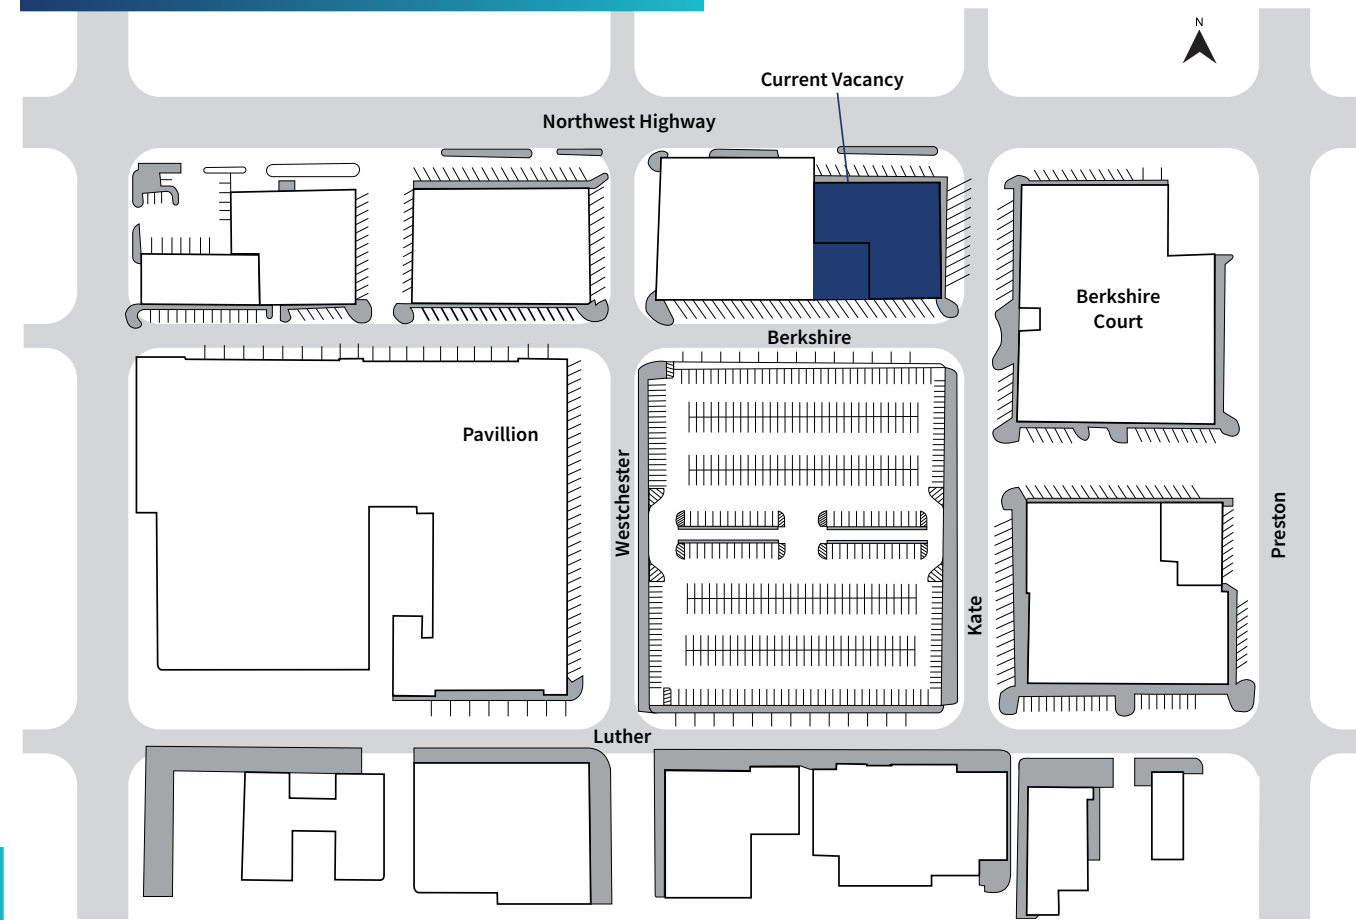 N
Current Vacancy
Northwest Highway
Berkshire
Court
Berkshire
Pavillion
Westchester
Preston
Kate
Luther